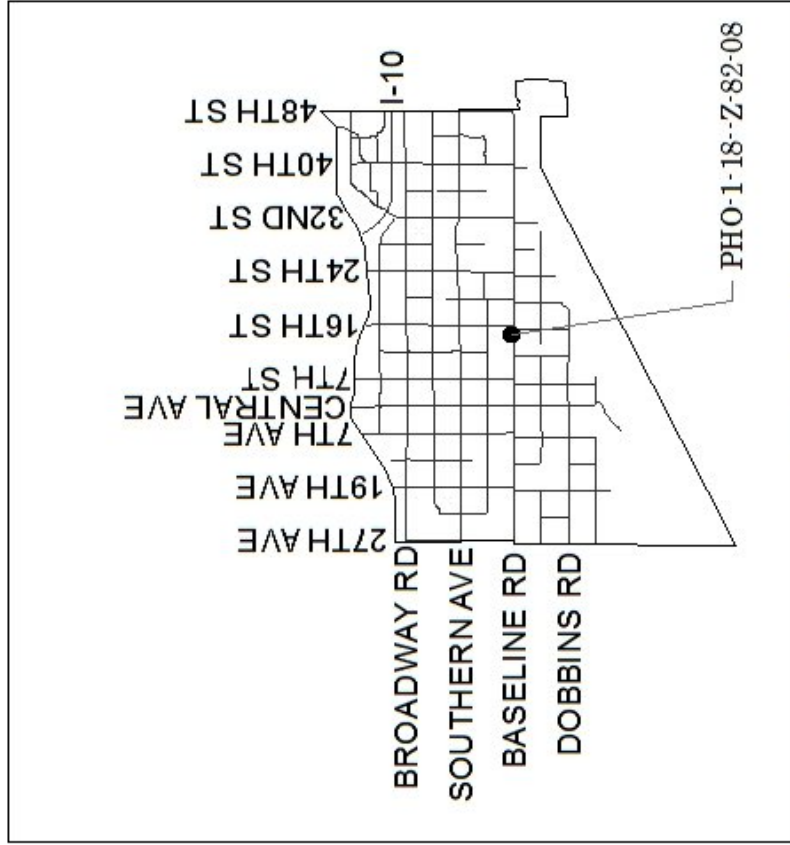 48TH ST
I-10
40TH ST
32ND ST
24TH ST
16TH ST
7TH ST
CENTRAL AVE
7TH AVE
19TH AVE
27TH AVE
BROADWAY RD
SOUTHERN AVE
BASELINE RD
DOBBINS RD
PHO-1-18--Z-82-08